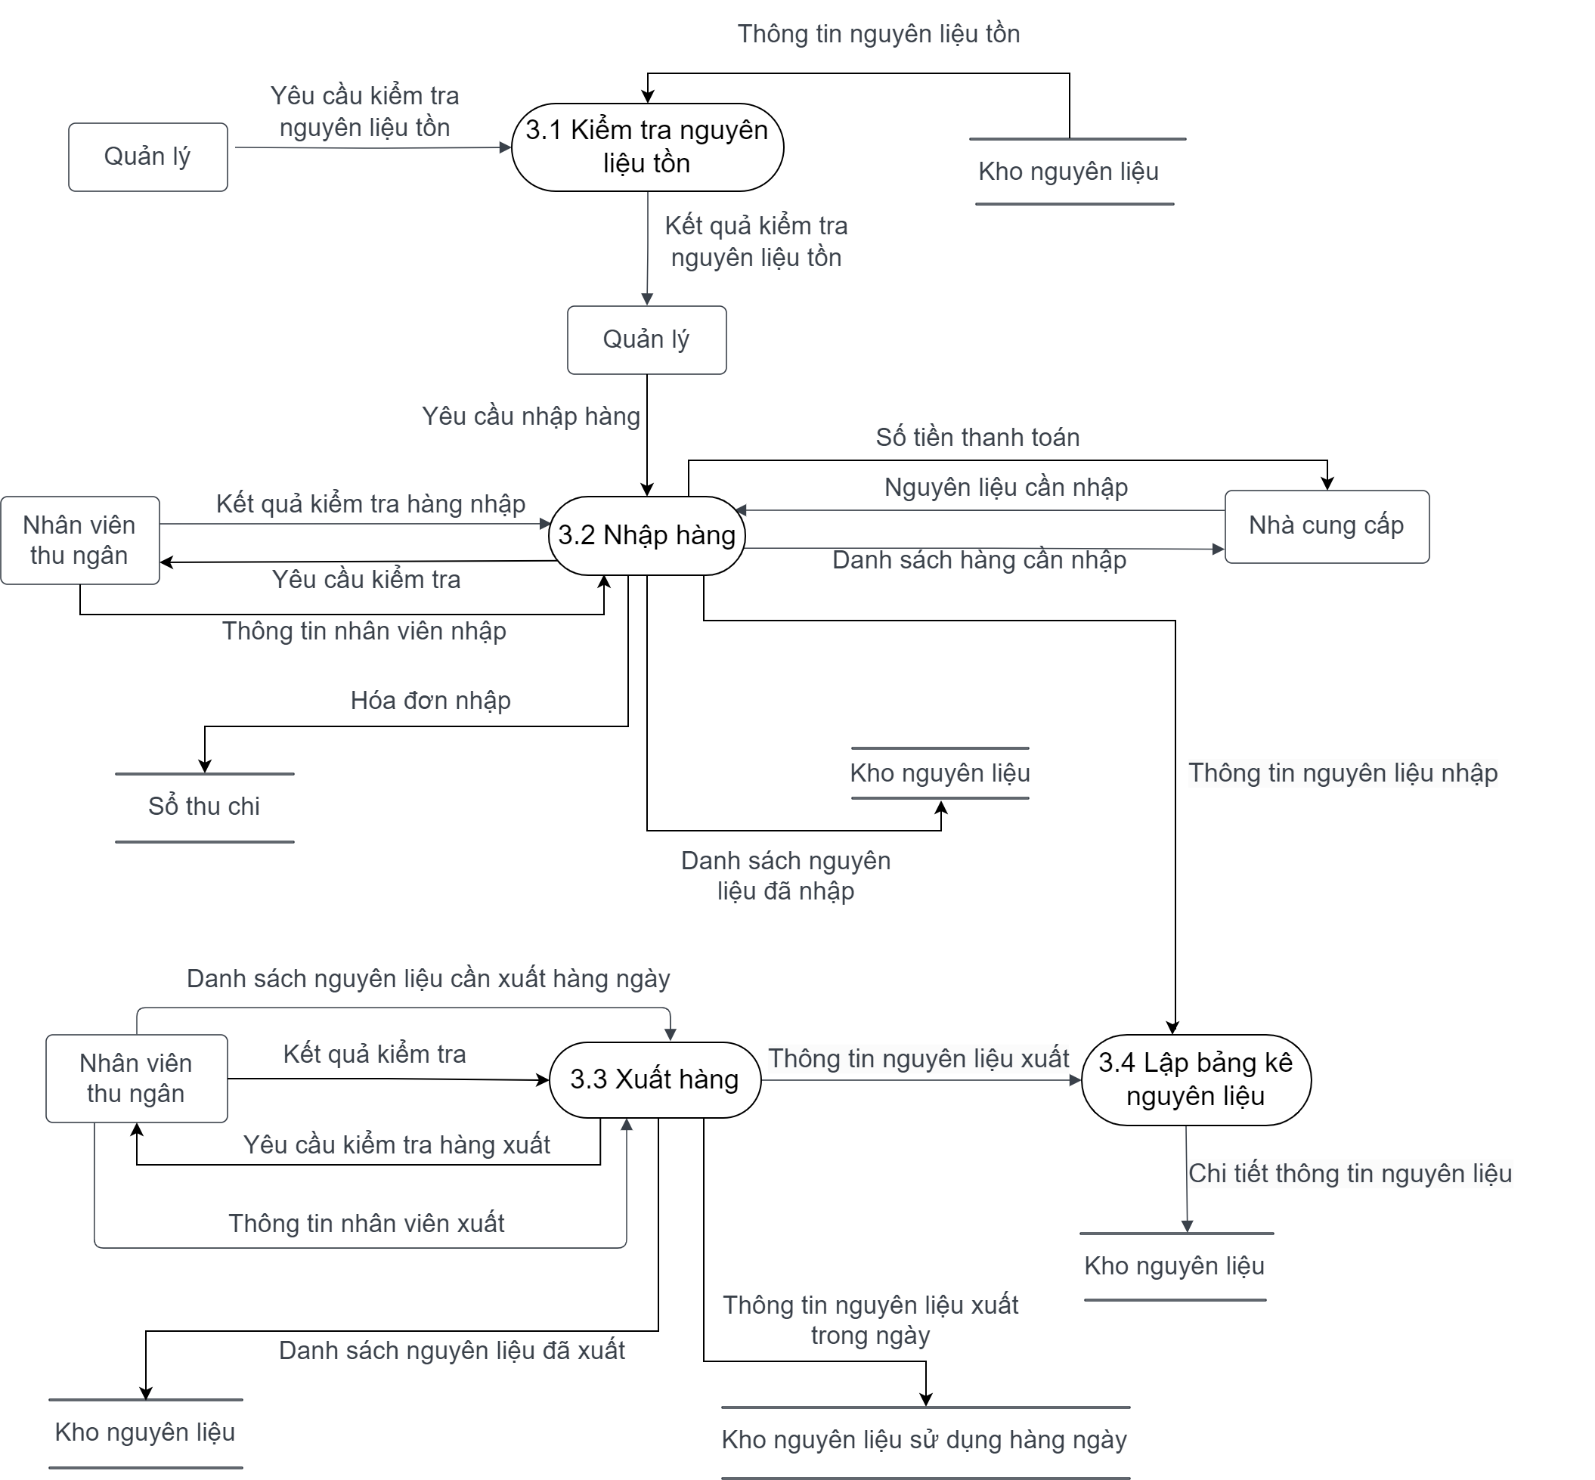 Thông tin nguyên liệu tồn
Yêu cầu kiểm tra
nguyên liệu tồn
Quản lý
3.1 Kiểm tra nguyên
liệu tồn
Kho nguyên liệu
Kết quả kiểm tra
nguyên liệu tồn
Quản lý
Yêu cầu nhập hàng
Số tiền thanh toán
Kết quả kiểm tra hàng nhập
Nguyên liệu cần nhập
Nhân viên
thu ngân
3.2 Nhập hàng
Nhà cung cấp
Danh sách hàng cần nhập
Yêu cầu kiểm tra
Thông tin nhân viên nhập
Hóa đơn nhập
Sổ thu chi
Kho nguyên liệu
Thông tin nguyên liệu nhập
Danh sách nguyên
liệu đã nhập
Danh sách nguyên liệu cần xuất hàng ngày
Nhân viên
thu ngân
Kết quả kiểm tra
3.3 Xuất hàng
Thông tin nguyên liệu xuất
3.4 Lập bảng kê
nguyên liệu
Yêu cầu kiểm tra hàng xuất
Chi tiết thông tin nguyên liệu
Thông tin nhân viên xuất
Kho nguyên liệu
Thông tin nguyên liệu xuất
trong ngày
Danh sách nguyên liệu đã xuất
Kho nguyên liệu
Kho nguyên liệu sử dụng hàng ngày